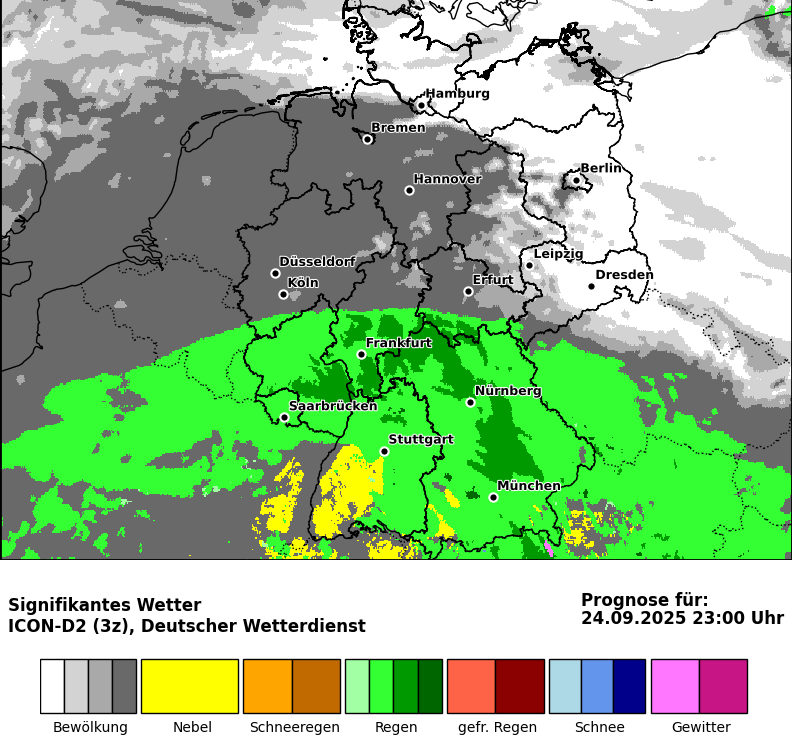 Hamburg
Bremen
Berlin
Hannover
Leipzig
Düsseldorf
Dresden
Köln
Erfurt
Frankfurt
Nürnberg
Saarbrücken
Stuttgart
München
Signifikantes Wetter
ICON-D2 (3z), Deutscher Wetterdienst
Prognose für:
24.09.2025 23:00 Uhr
Bewölkung
Nebel
Schneeregen
Regen
gefr. Regen
Schnee
Gewitter